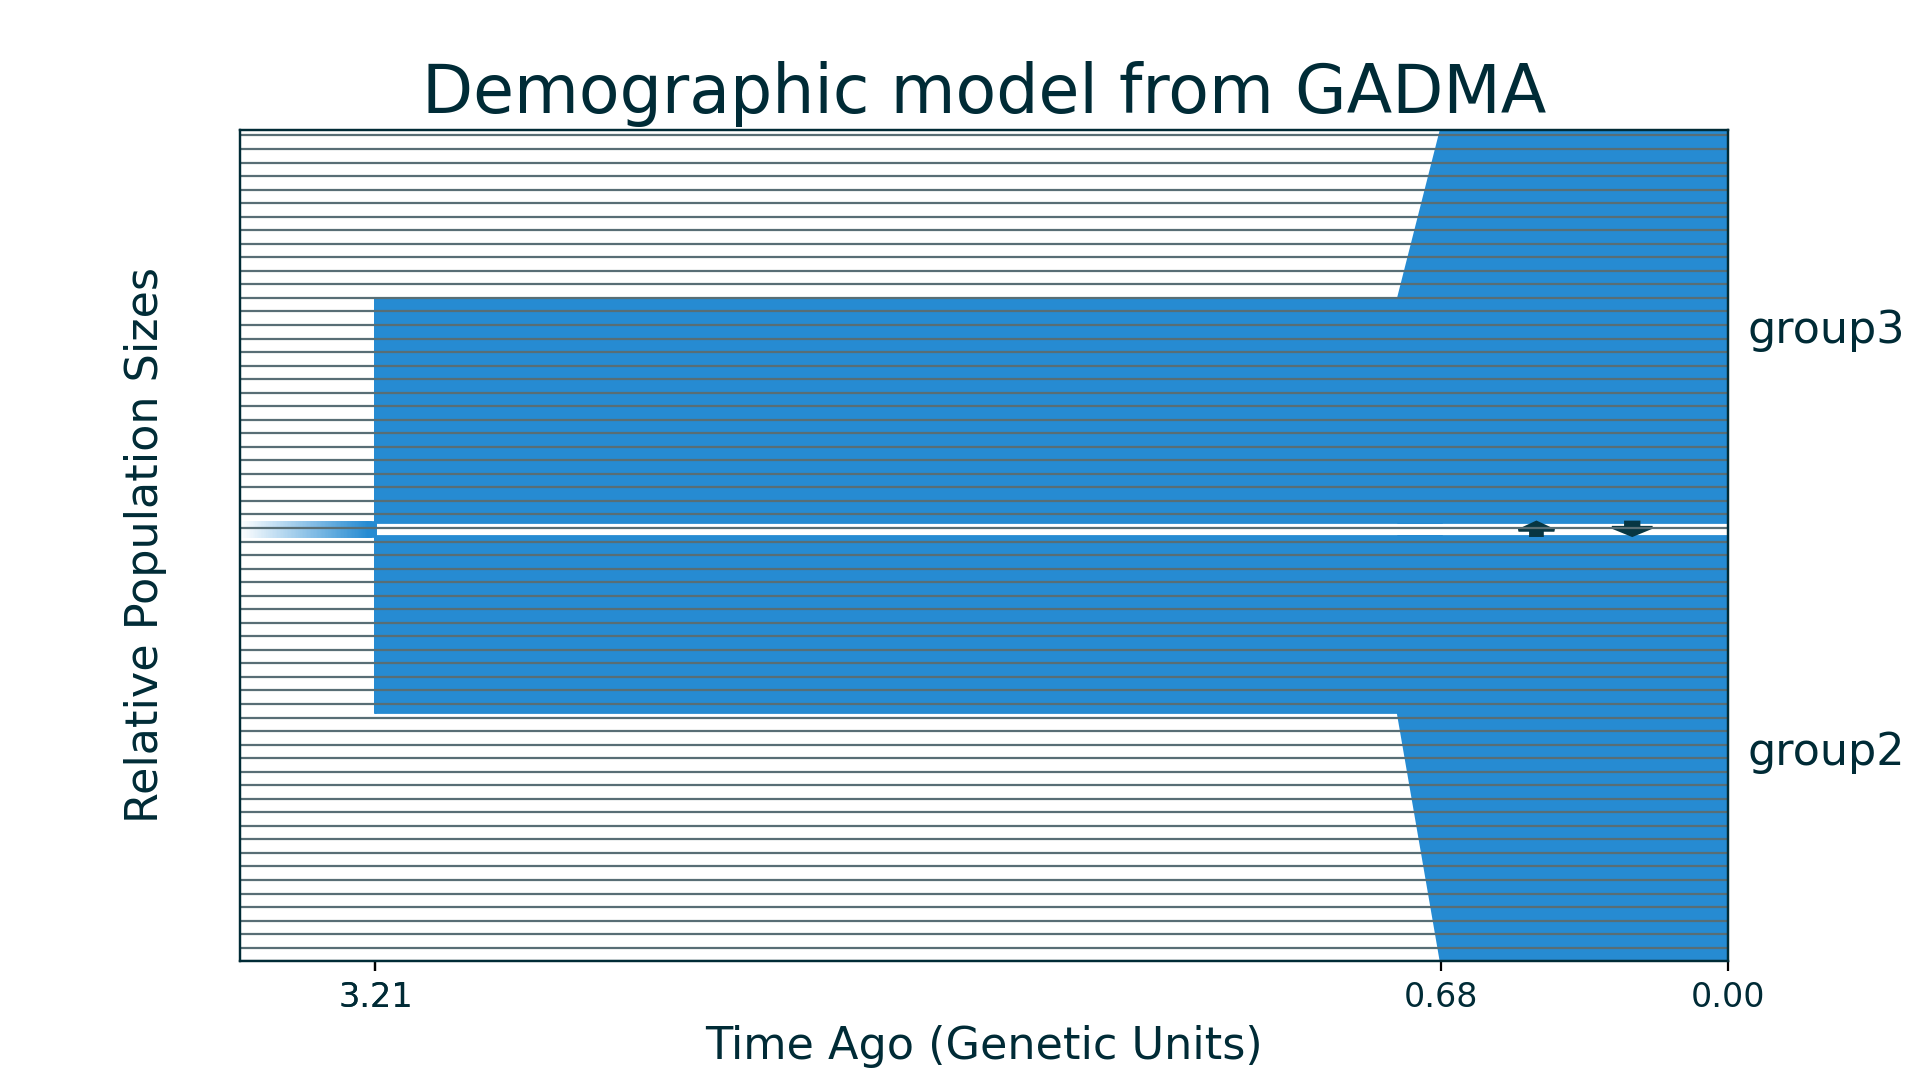 Demographic model from GADMA
Relative Population Sizes
group3
group2
3.21
0.68
0.00
Time Ago (Genetic Units)